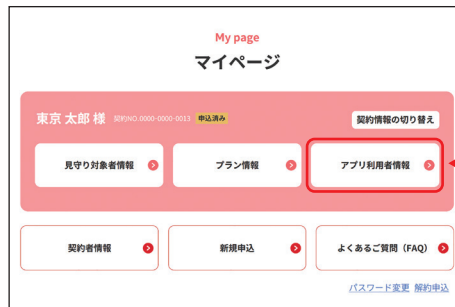 My page
マイページ
東京 太郎 様 契約NO.0000-0000-0013 申込済み 契約情報の切り替え
見守り対象者情報 プラン情報 アプリ利用者情報
契約者情報 新規申込 よくあるご質問（FAQ）
パスワード変更 解約申込